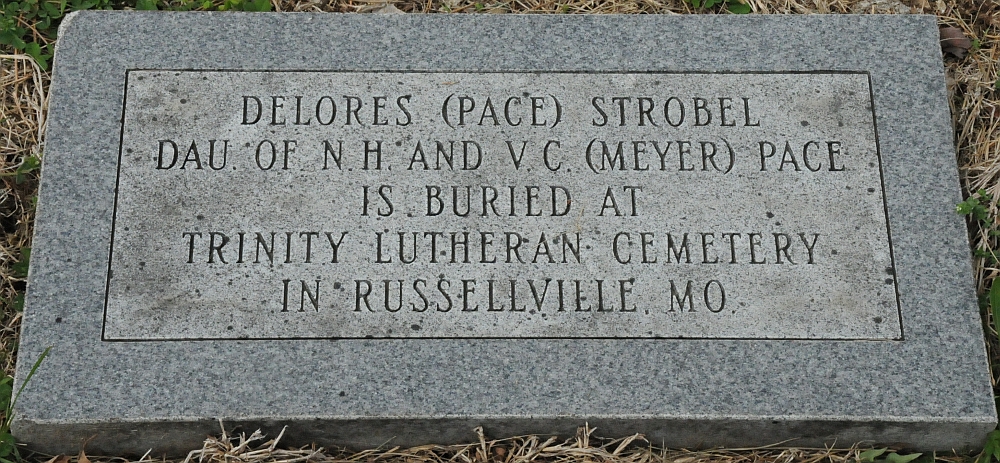 DELORES (PACE) STROBEL
DAU. OF N.H. AND V.C. (MEYER) PACE
IS BURIED AT
TRINITY LUTHERAN CEMETERY
IN RUSSELLVILLE, MO.